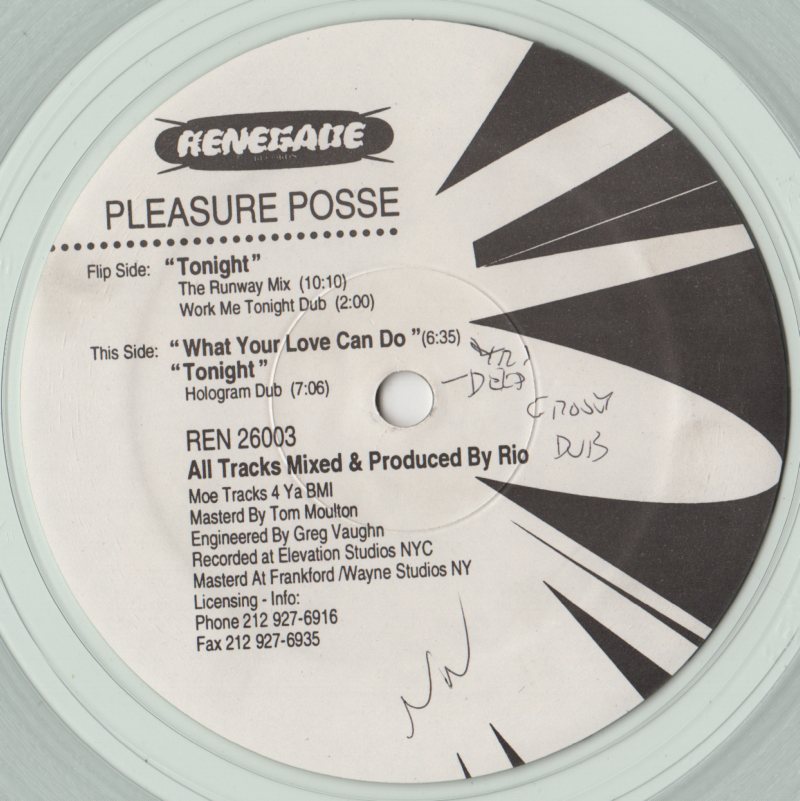 RENEGADE
RECORDS
PLEASURE POSSE
Flip Side: "Tonight"
The Runway Mix (10:10)
Work Me Tonight Dub (2:00)
This Side: "What Your Love Can Do" (6:35)
"Tonight"
Hologram Dub (7:06)
DUB
REN 26003
All Tracks Mixed & Produced By Rio
Moe Tracks 4 Ya BMI
Masterd By Tom Moulton
Engineered By Greg Vaughn
Recorded at Elevation Studios NYC
Masterd At Frankford /Wayne Studios NY
Licensing - Info:
Phone 212 927-6916
Fax 212 927-6935